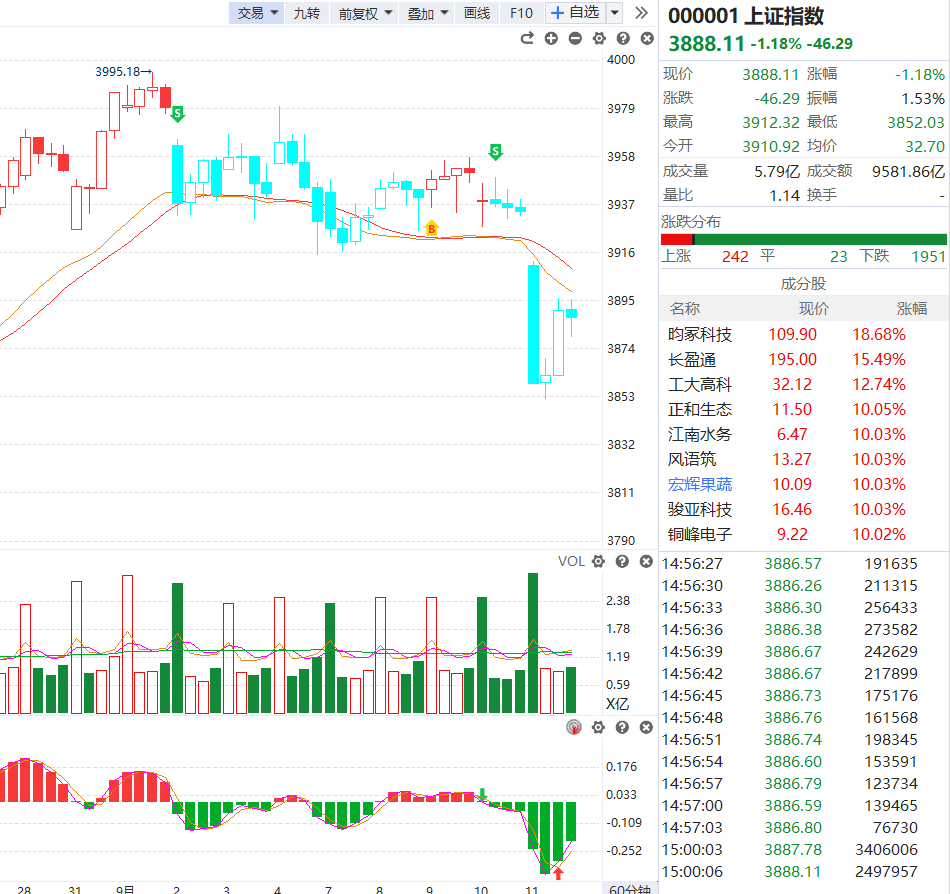 交易 九转 前复权 叠加 画线 F10 + 自选
3995.18→
S
S
B
4000
3979
3958
3937
3916
3895
3874
3853
3832
3811
3790
VOL
2.38
1.78
1.19
0.59
X亿
0.176
0.033
-0.109
-0.252
28 31 9月 2 3 4 7 8 9 10 11 60分钟
000001 上证指数
3888.11 -1.18% -46.29
现价 3888.11 涨幅 -1.18%
涨跌 -46.29 振幅 1.53%
最高 3912.32 最低 3852.03
今开 3910.92 均价 32.70
成交量 5.79亿 成交额 9581.86亿
量比 1.14 换手 -
涨跌分布
上涨 242 平 23 下跌 1951
成分股
名称 现价 涨幅
昀冢科技 109.90 18.68%
长盈通 195.00 15.49%
工大高科 32.12 12.74%
正和生态 11.50 10.05%
江南水务 6.47 10.03%
风语筑 13.27 10.03%
宏辉果蔬 10.09 10.03%
骏亚科技 16.46 10.03%
铜峰电子 9.22 10.02%
14:56:27 3886.57 191635
14:56:30 3886.26 211315
14:56:33 3886.30 256433
14:56:36 3886.38 273582
14:56:39 3886.67 242629
14:56:42 3886.67 217899
14:56:45 3886.73 175176
14:56:48 3886.76 161568
14:56:51 3886.74 198345
14:56:54 3886.60 153591
14:56:57 3886.79 123734
14:57:00 3886.59 139465
14:57:03 3886.80 76730
15:00:03 3887.78 3406006
15:00:06 3888.11 2497957